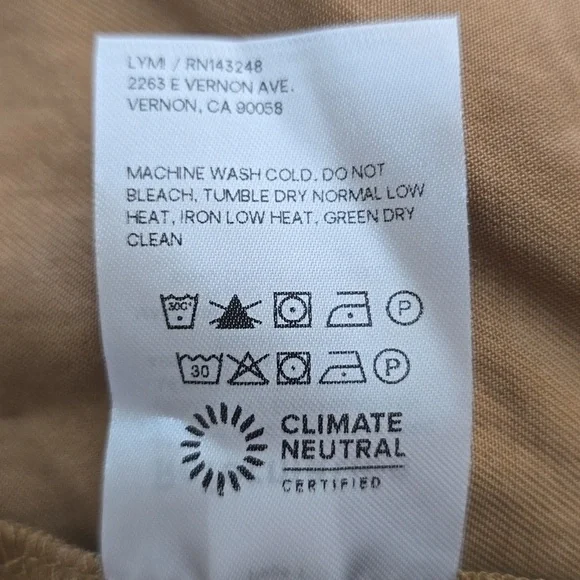 LYMI / RN143248
2263 E VERNON AVE.
VERNON, CA 90058
MACHINE WASH COLD. DO NOT
BLEACH, TUMBLE DRY NORMAL LOW
HEAT, IRON LOW HEAT, GREEN DRY
CLEAN
30C° P
30 P
CLIMATE
NEUTRAL
CERTIFIED